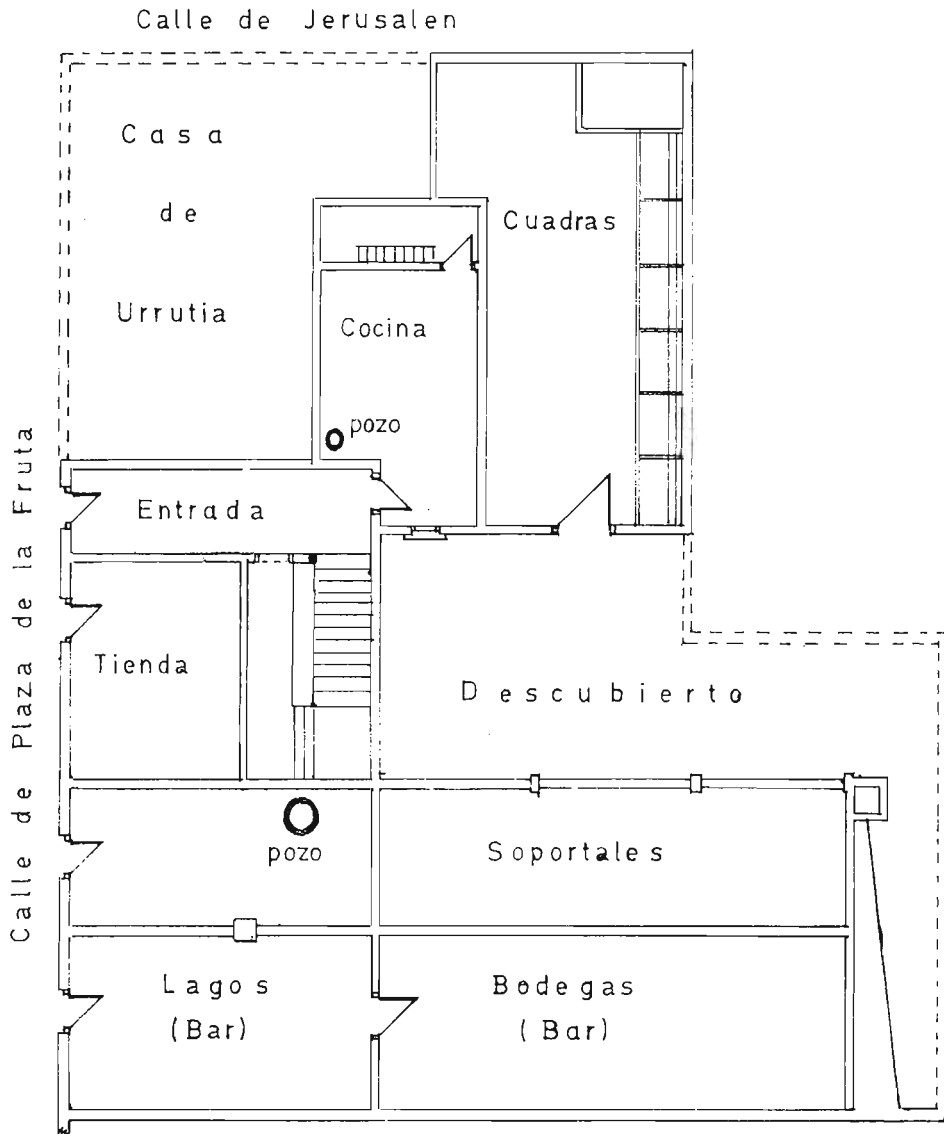 Calle de Jerusalen
Casa
de
Urrutia
Cuadras
Cocina
pozo
Entrada
Calle de Plaza de la Fruta
Tienda
Descubierto
pozo
Soportales
Lagos
(Bar)
Bodegas
(Bar)